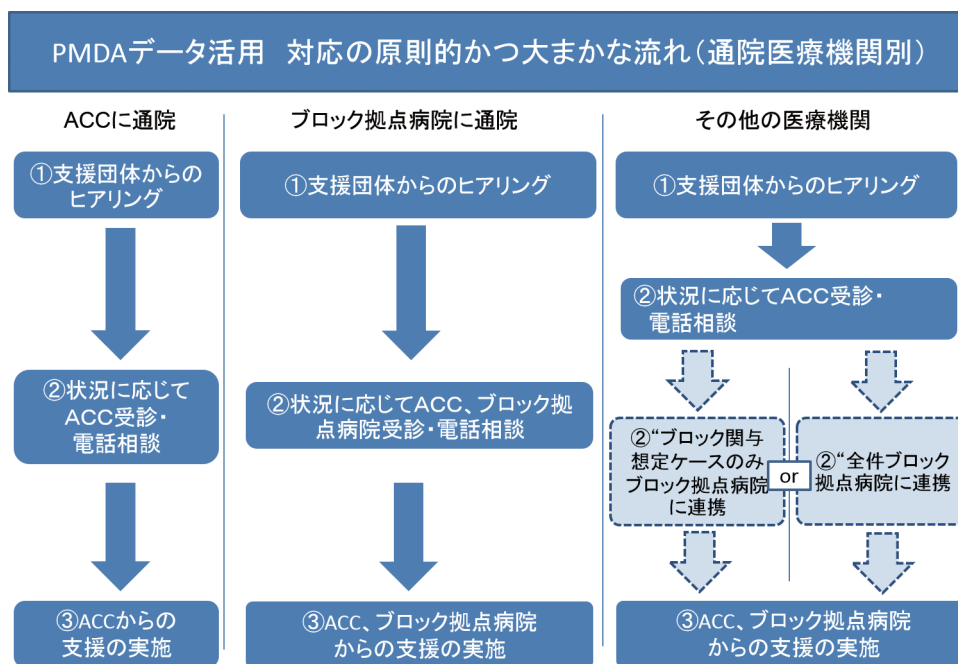 PMDAデータ活用　対応の原則的かつ大まかな流れ（通院医療機関別）
ACCに通院
①支援団体からの
ヒアリング
②状況に応じて
ACC受診・
電話相談
③ACCからの
支援の実施
ブロック拠点病院に通院
①支援団体からのヒアリング
②状況に応じてACC、ブロック拠
点病院受診・電話相談
③ACC、ブロック拠点病院
からの支援の実施
その他の医療機関
①支援団体からのヒアリング
②状況に応じてACC受診・
電話相談
②“ブロック関与
想定ケースのみ
ブロック拠点病院
に連携
or
②“全件ブロック
拠点病院に連携
③ACC、ブロック拠点病院
からの支援の実施